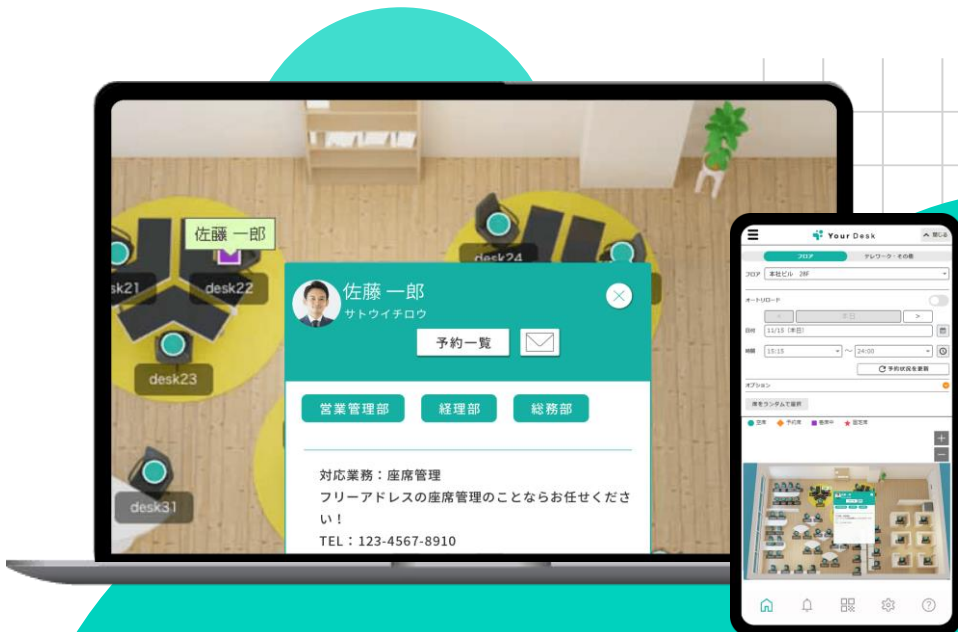 佐藤 一郎
desk24
sk21
desk22
desk23
desk31
佐藤 一郎
サトウイチロウ
予約一覧
営業管理部
経理部
総務部
対応業務：座席管理
フリーアドレスの座席管理のことならお任せくださ
い！
TEL：123-4567-8910
Your Desk
閉じる
フロア
テレワーク・その他
フロア
本社ビル 28F
オートリロード
<
本日
>
日付
11/15 (本日)
時間
15:15
～
24:00
予約状況を更新
オプション
席をランダムで選択
空席
予約席
着席中
固定席
+
−
?